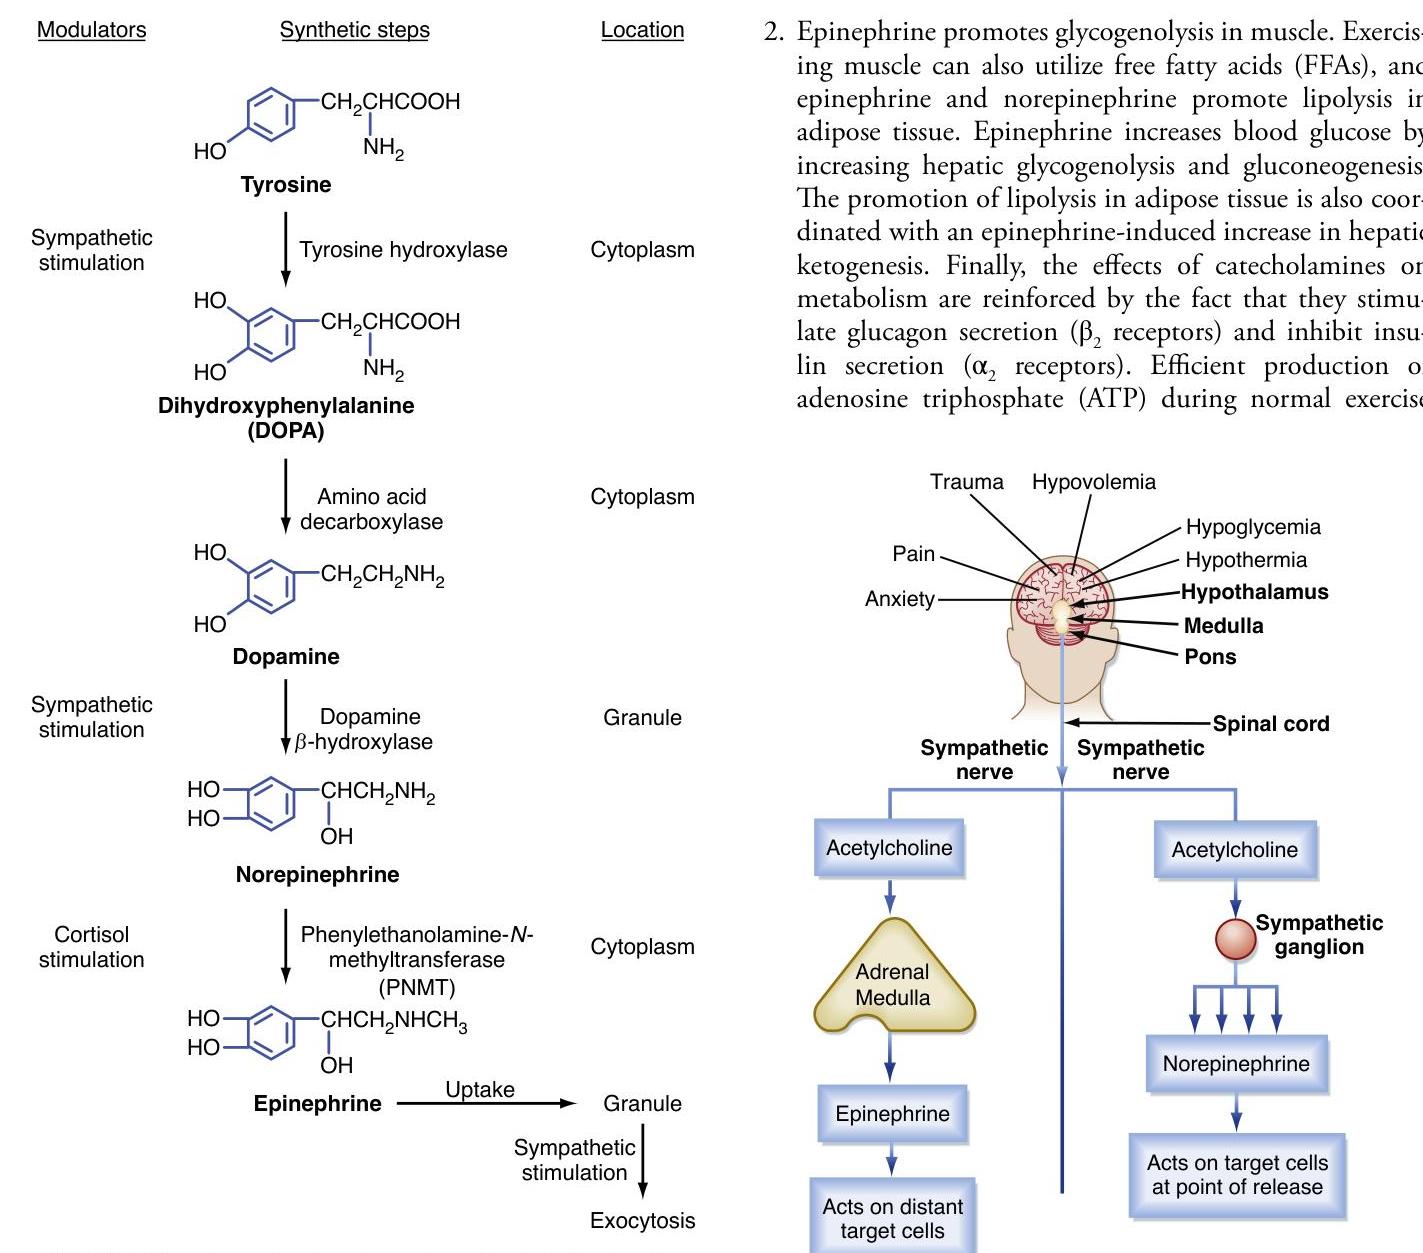 Modulators Synthetic steps Location
CH₂CHCOOH
HO NH₂
Tyrosine
Sympathetic
stimulation
Tyrosine hydroxylase
Cytoplasm
HO
CH₂CHCOOH
HO NH₂
Dihydroxyphenylalanine
(DOPA)
Amino acid
decarboxylase
Cytoplasm
HO
CH₂CH₂NH₂
HO
Dopamine
Sympathetic
stimulation
Dopamine
β-hydroxylase
Granule
HO CHCH₂NH₂
HO
OH
Norepinephrine
Cortisol
stimulation
Phenylethanolamine-N-
methyltransferase
(PNMT)
Cytoplasm
HO CHCH₂NHCH₃
HO
OH
Epinephrine Uptake Granule
Sympathetic
stimulation
Exocytosis
2. Epinephrine promotes glycogenolysis in muscle. Exercis-
ing muscle can also utilize free fatty acids (FFAs), and
epinephrine and norepinephrine promote lipolysis in
adipose tissue. Epinephrine increases blood glucose by
increasing hepatic glycogenolysis and gluconeogenesis
The promotion of lipolysis in adipose tissue is also coor-
dinated with an epinephrine-induced increase in hepatic
ketogenesis. Finally, the effects of catecholamines on
metabolism are reinforced by the fact that they stimu-
late glucagon secretion (β₂ receptors) and inhibit insu-
lin secretion (α₂ receptors). Efficient production o
adenosine triphosphate (ATP) during normal exercise
Trauma Hypovolemia
Hypoglycemia
Pain
Hypothermia
Anxiety
Hypothalamus
Medulla
Pons
Spinal cord
Sympathetic
nerve
Sympathetic
nerve
Acetylcholine
Adrenal
Medulla
Epinephrine
Acts on distant
target cells
Acetylcholine
Sympathetic
ganglion
Norepinephrine
Acts on target cells
at point of release